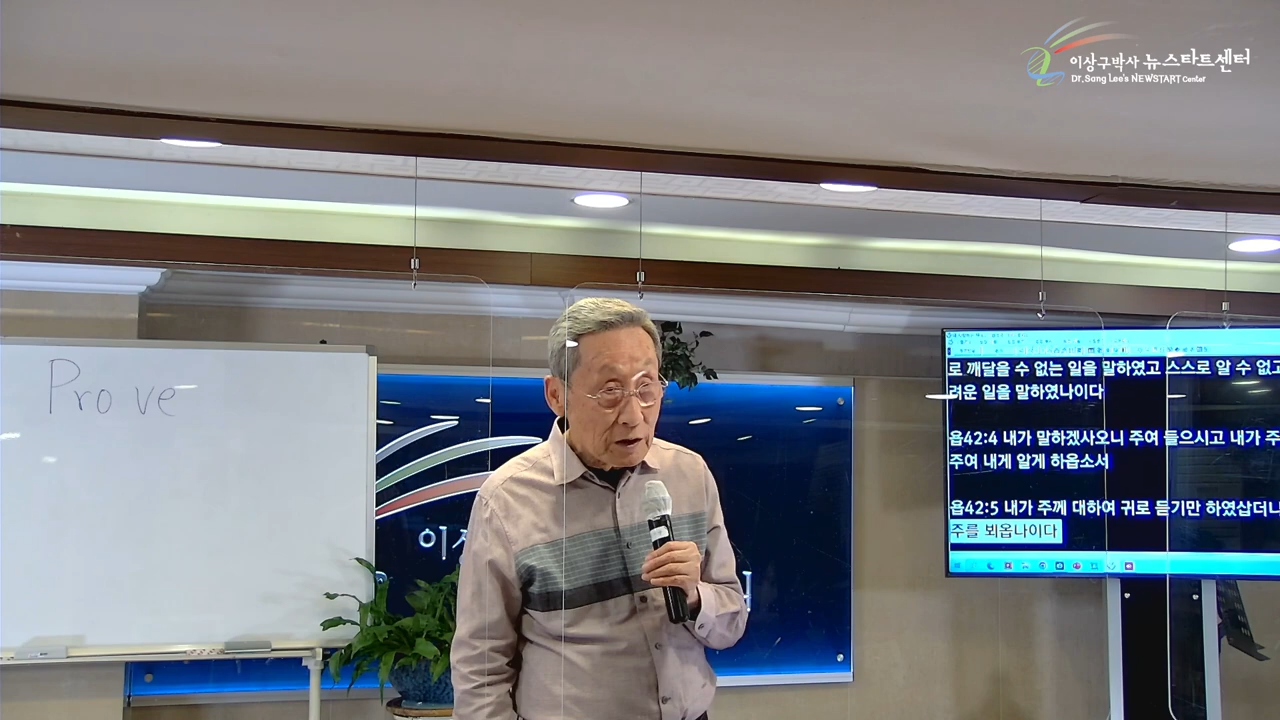 이상구박사 뉴스타트센터
Dr. Sang Lee's NEWSTART Center
Prove
로 깨달을 수 없는 일을 말하였고 스스로 알 수 없고
려운 일을 말하였나이다
욥42:4 내가 말하겠사오니 주여 들으시고 내가 주
주여 내게 알게 하옵소서
욥42:5 내가 주께 대하여 귀로 듣기만 하였삽더니
주를 뵈옵나이다
이상